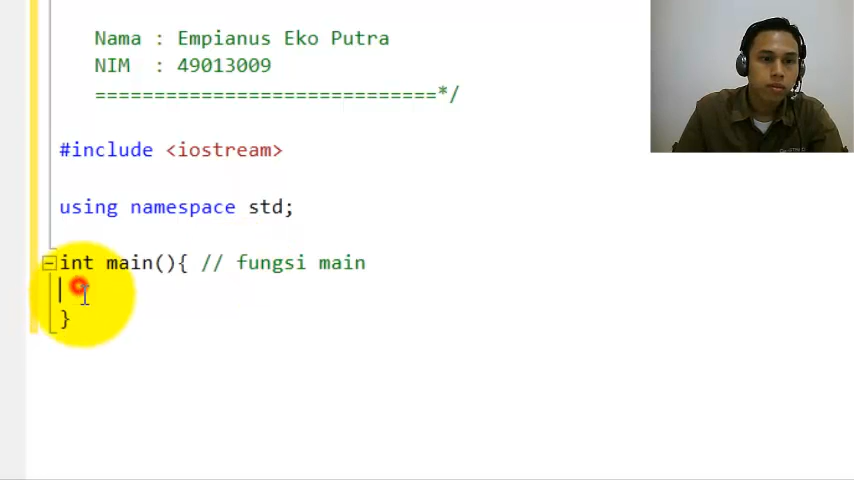 Nama : Empianus Eko Putra
NIM  : 49013009
=============================*/
#include <iostream>
using namespace std;
int main(){ // fungsi main
}